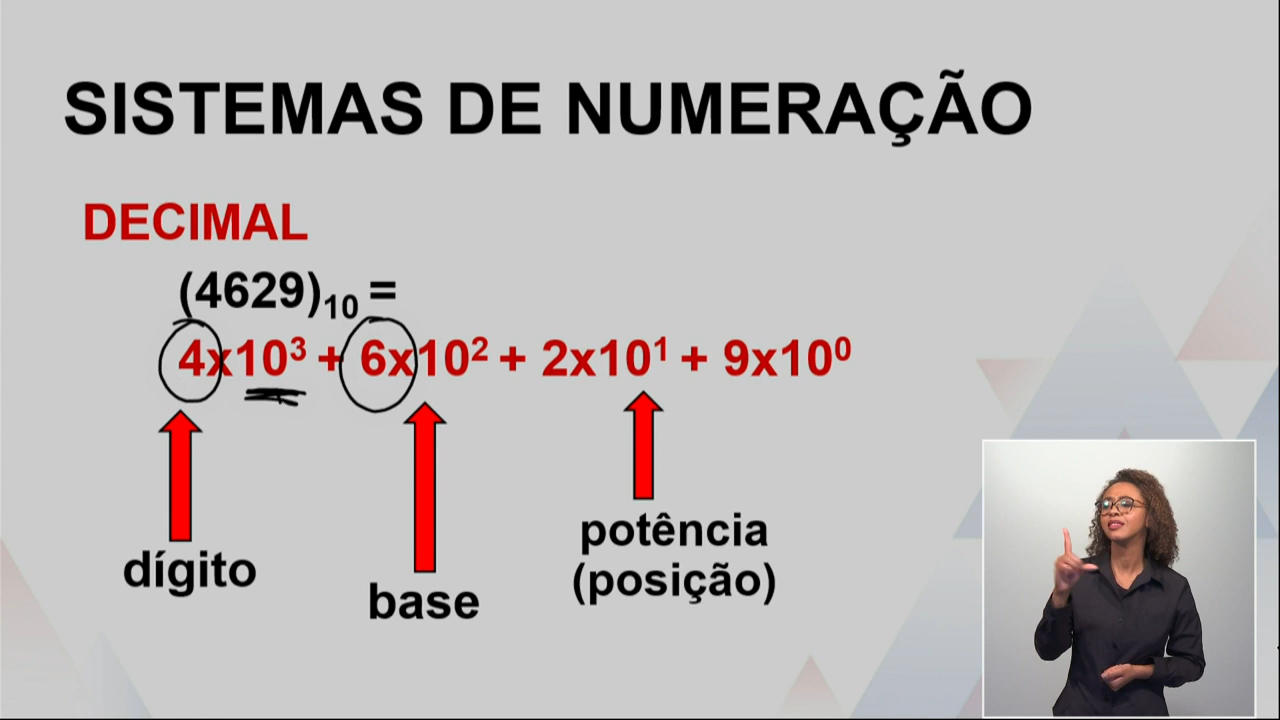 SISTEMAS DE NUMERAÇÃO
DECIMAL
(4629)₁₀ =
4x10³ + 6x10² + 2x10¹ + 9x10⁰
dígito
base
potência
(posição)